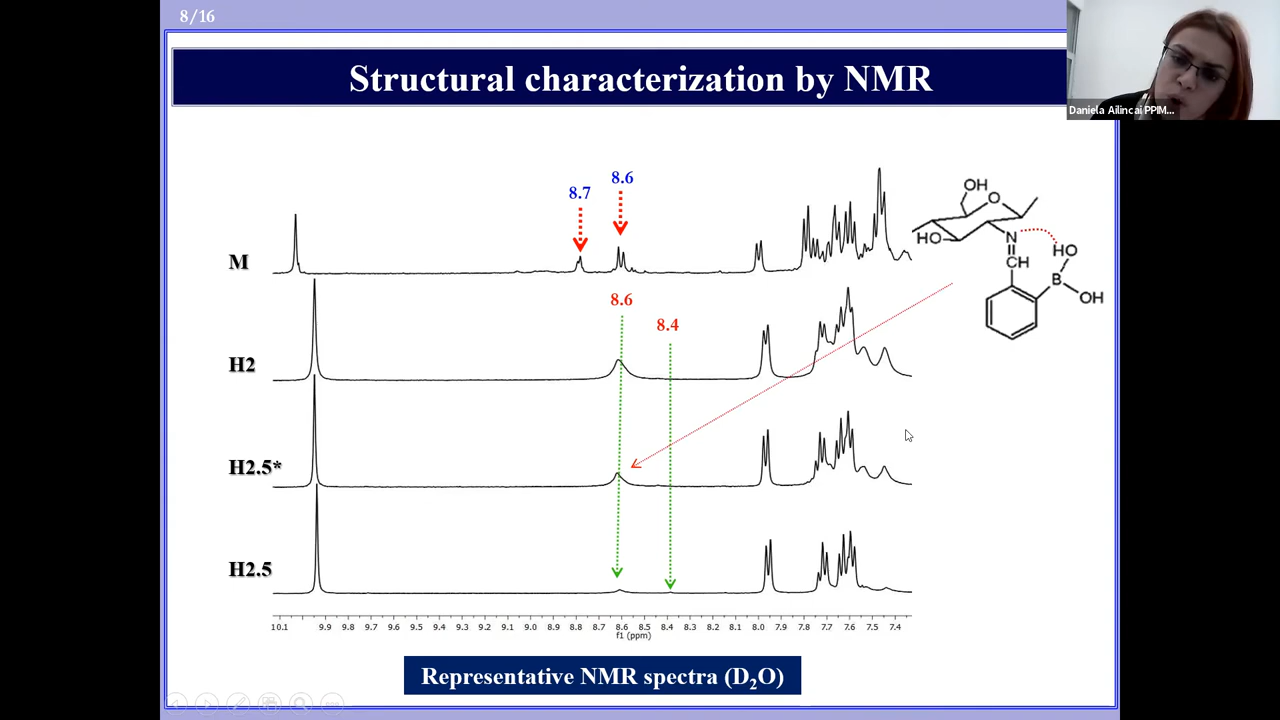 8/16
Structural characterization by NMR
Daniela Ailincai PPIM...
8.7
8.6
M
8.6
8.4
H2
H2.5*
H2.5
OH
O
HO
N
HO
CH
B
OH
10.1 9.9 9.8 9.7 9.6 9.5 9.4 9.3 9.2 9.1 9.0 8.9 8.8 8.7 8.6 8.5 8.4 8.3 8.2 8.1 8.0 7.9 7.8 7.7 7.6 7.5 7.4
f1 (ppm)
Representative NMR spectra (D₂O)